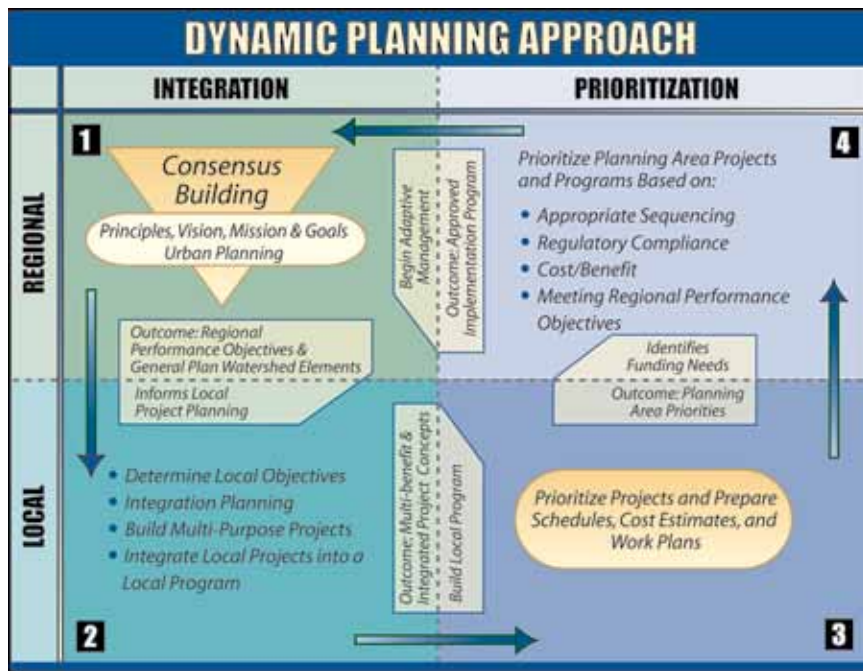 DYNAMIC PLANNING APPROACH
INTEGRATION
PRIORITIZATION
REGIONAL
LOCAL
1
Consensus
Building
Principles, Vision, Mission & Goals
Urban Planning
Outcome: Regional
Performance Objectives &
General Plan Watershed Elements
Informs Local
Project Planning
Begin Adaptive
Management
Outcome: Approved
Implementation Program
4
Prioritize Planning Area Projects
and Programs Based on:
• Appropriate Sequencing
• Regulatory Compliance
• Cost/Benefit
• Meeting Regional Performance
Objectives
Identifies
Funding Needs
Outcome: Planning
Area Priorities
• Determine Local Objectives
• Integration Planning
• Build Multi-Purpose Projects
• Integrate Local Projects into a
Local Program
2
Outcome: Multi-benefit &
Integrated Project Concepts
Build Local Program
Prioritize Projects and Prepare
Schedules, Cost Estimates, and
Work Plans
3